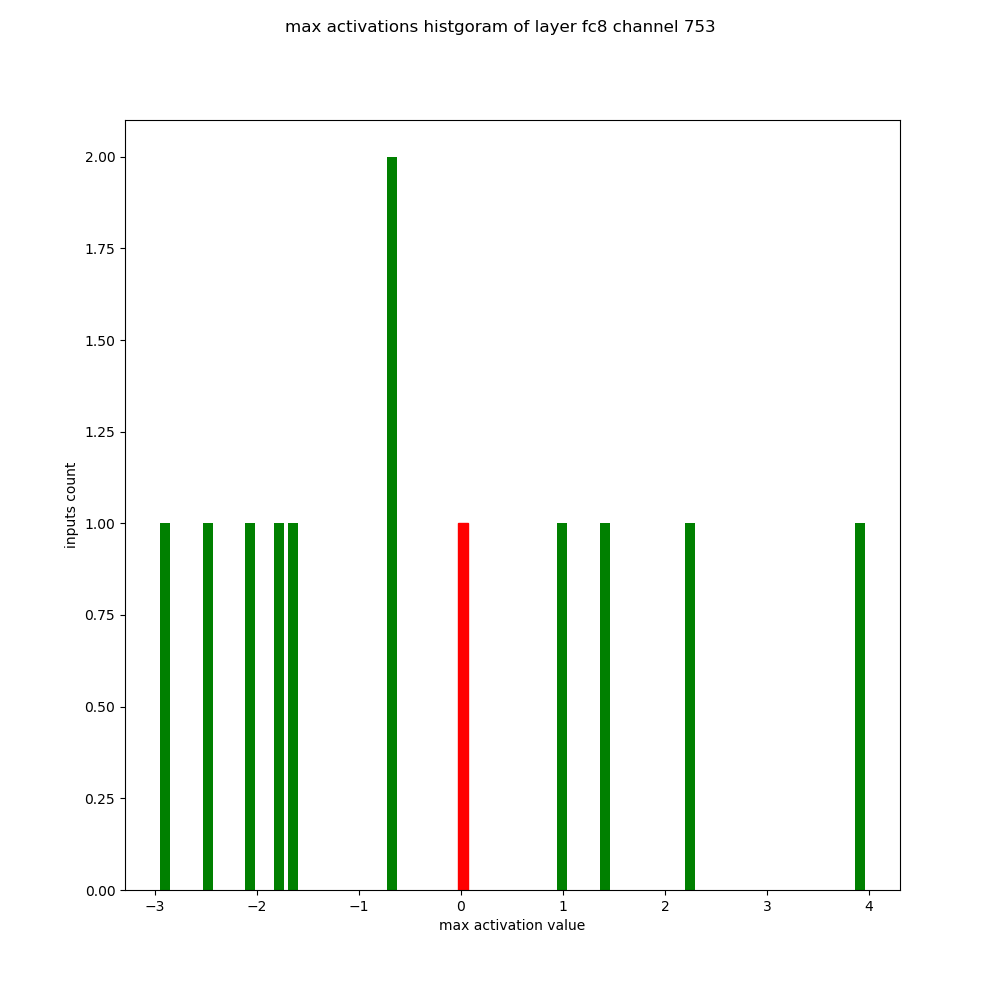 max activations histgoram of layer fc8 channel 753
2.00
1.75
1.50
1.25
1.00
0.75
0.50
0.25
0.00
inputs count
−3 −2 −1 0 1 2 3 4
max activation value